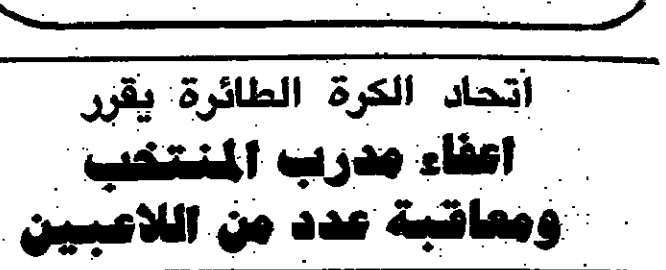 اتحاد الكرة الطائرة يقرر
اعفاء مدرب المنتخب
ومعاقبة عدد من اللاعبين